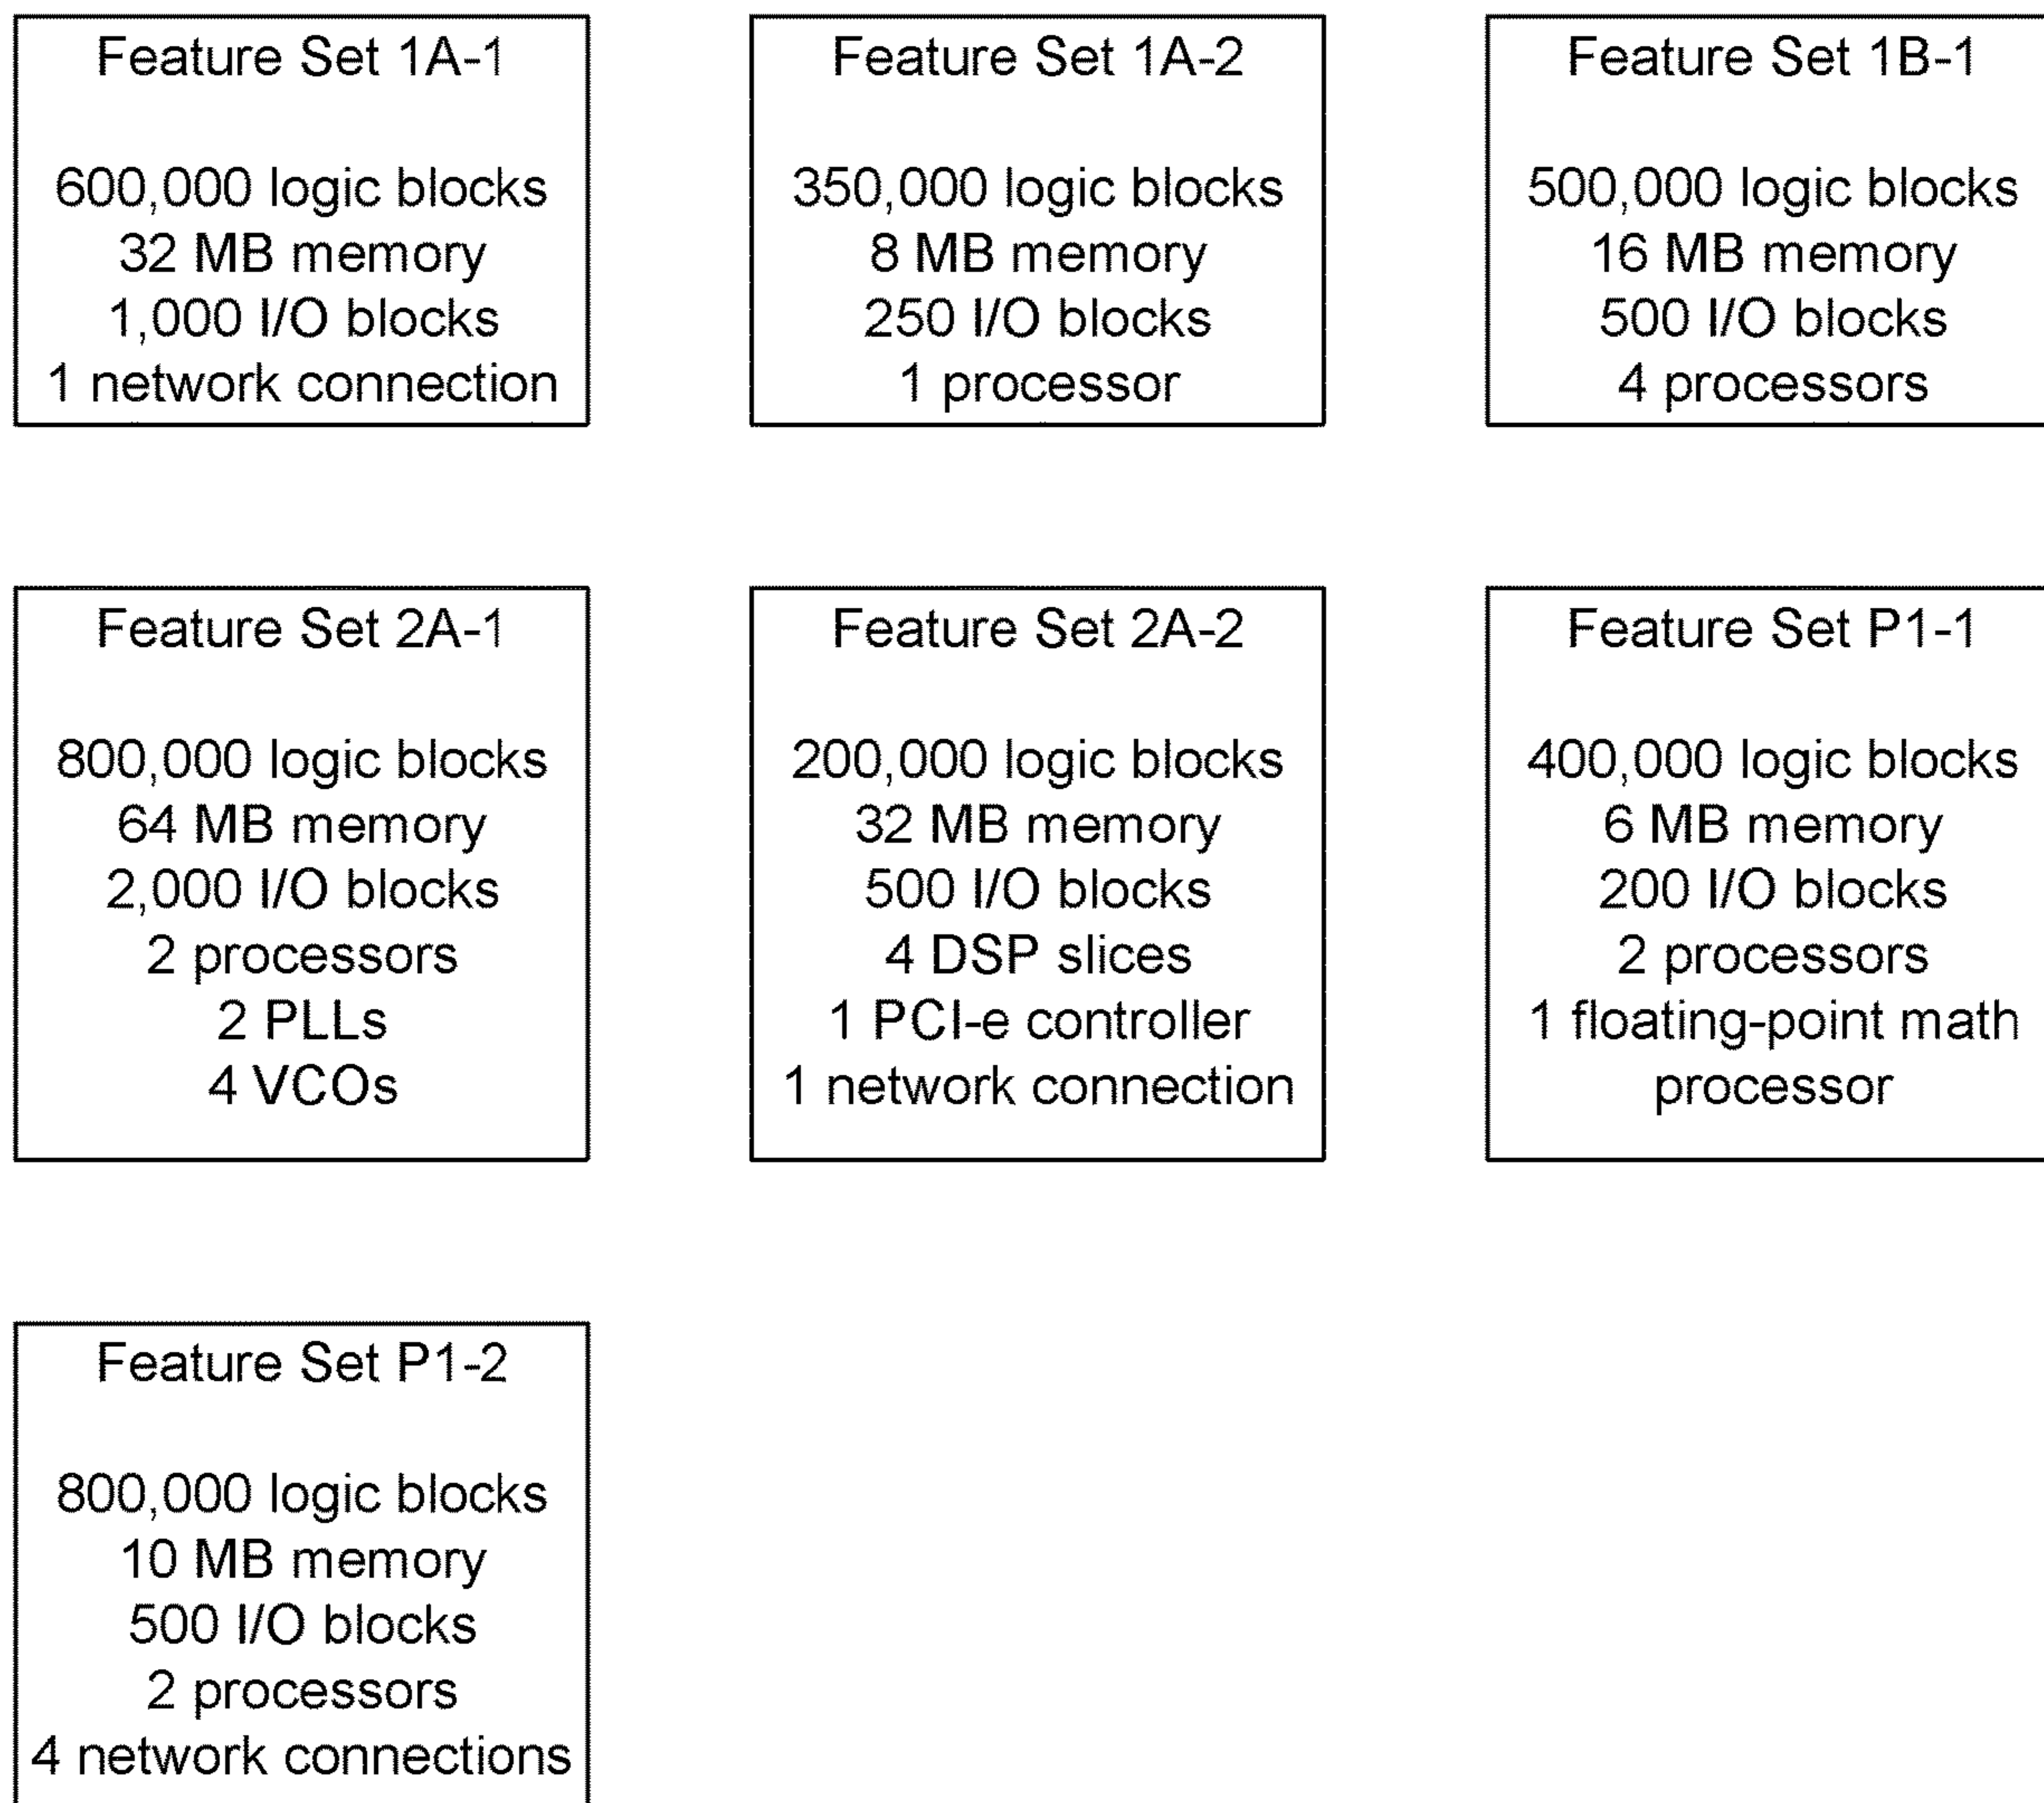 Feature Set 1A-1
600,000 logic blocks
32 MB memory
1,000 I/O blocks
1 network connection
Feature Set 1A-2
350,000 logic blocks
8 MB memory
250 I/O blocks
1 processor
Feature Set 1B-1
500,000 logic blocks
16 MB memory
500 I/O blocks
4 processors
Feature Set 2A-1
800,000 logic blocks
64 MB memory
2,000 I/O blocks
2 processors
2 PLLs
4 VCOs
Feature Set 2A-2
200,000 logic blocks
32 MB memory
500 I/O blocks
4 DSP slices
1 PCI-e controller
1 network connection
Feature Set P1-1
400,000 logic blocks
6 MB memory
200 I/O blocks
2 processors
1 floating-point math
processor
Feature Set P1-2
800,000 logic blocks
10 MB memory
500 I/O blocks
2 processors
4 network connections